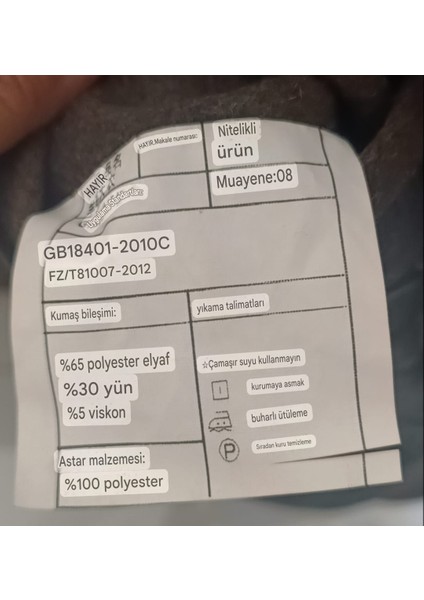 HAYIR.Makale numarası:
Nitelikli
ürün
HAYIR
Muayene:08
Uygulama Standartları:
GB18401-2010C
FZ/T81007-2012
Kumaş bileşimi:
yıkama talimatları
%65 polyester elyaf
%30 yün
%5 viskon
☆Çamaşır suyu kullanmayın
kurumaya asmak
buharlı ütüleme
P
Sıradan kuru temizleme
Astar malzemesi:
%100 polyester